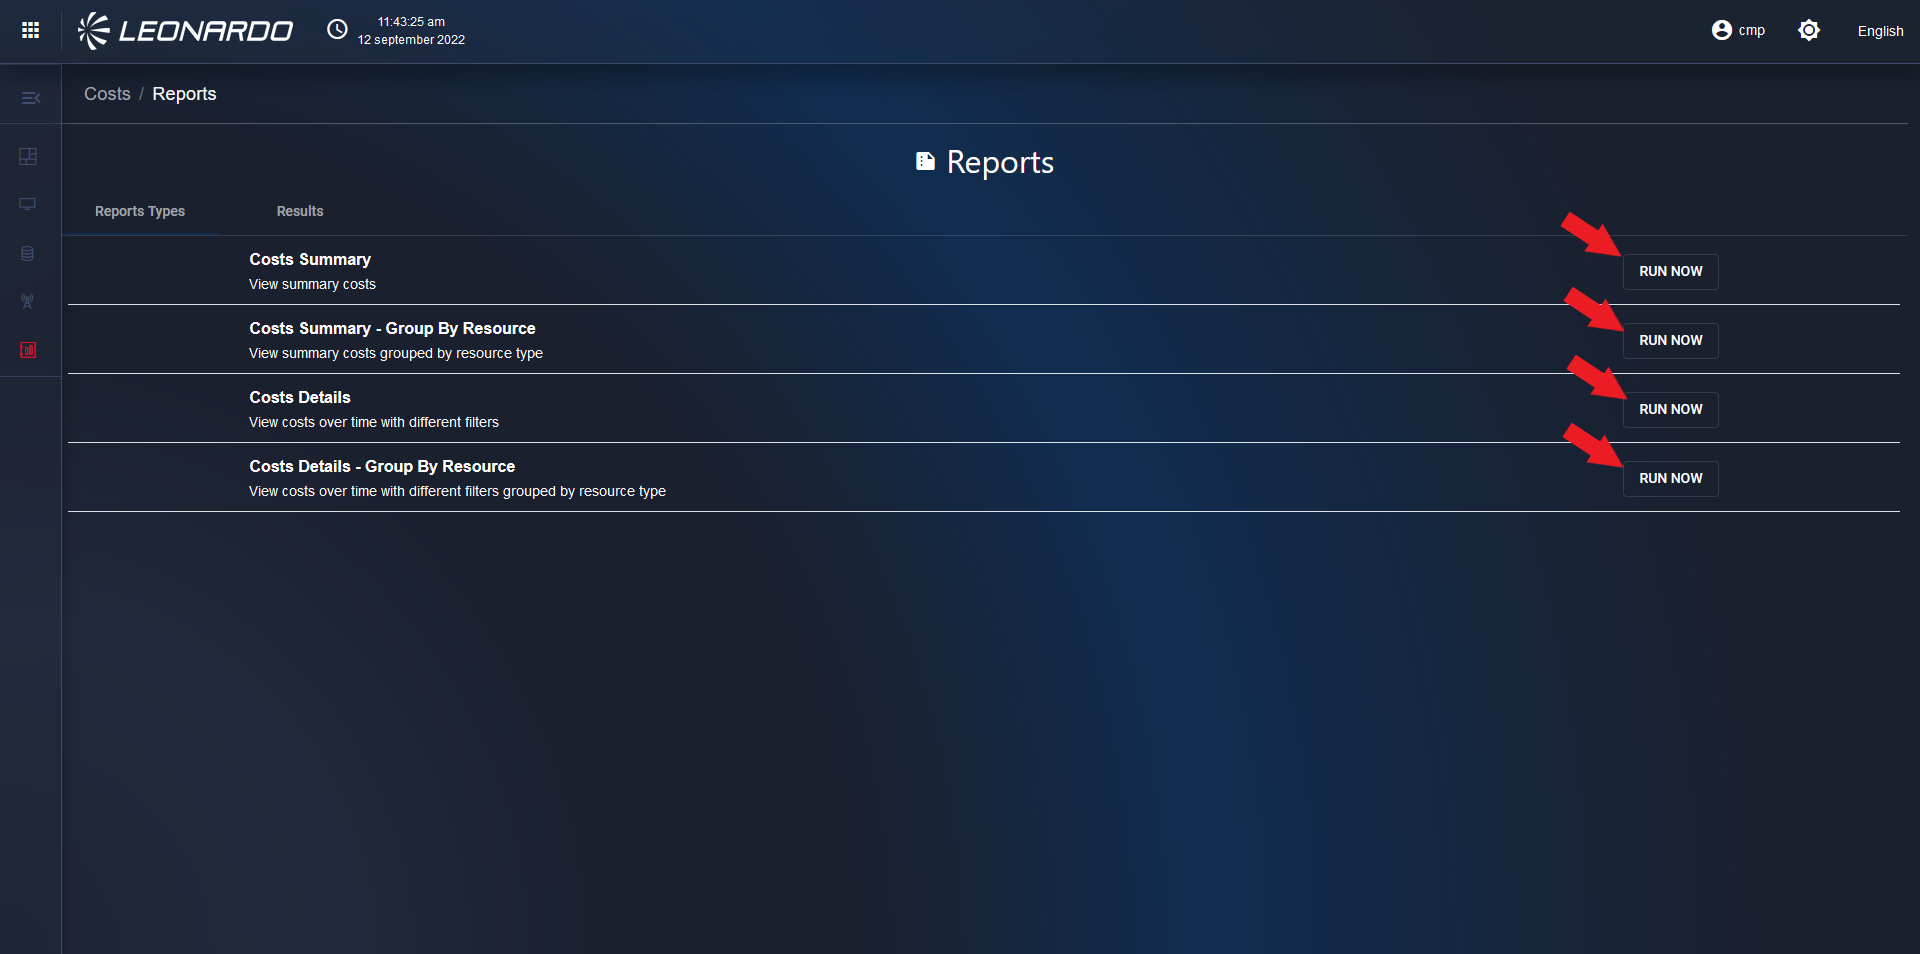 LEONARDO
11:43:25 am
12 september 2022
cmp
English
Costs / Reports
Reports
Reports Types
Results
Costs Summary
View summary costs
RUN NOW
Costs Summary - Group By Resource
View summary costs grouped by resource type
RUN NOW
Costs Details
View costs over time with different filters
RUN NOW
Costs Details - Group By Resource
View costs over time with different filters grouped by resource type
RUN NOW